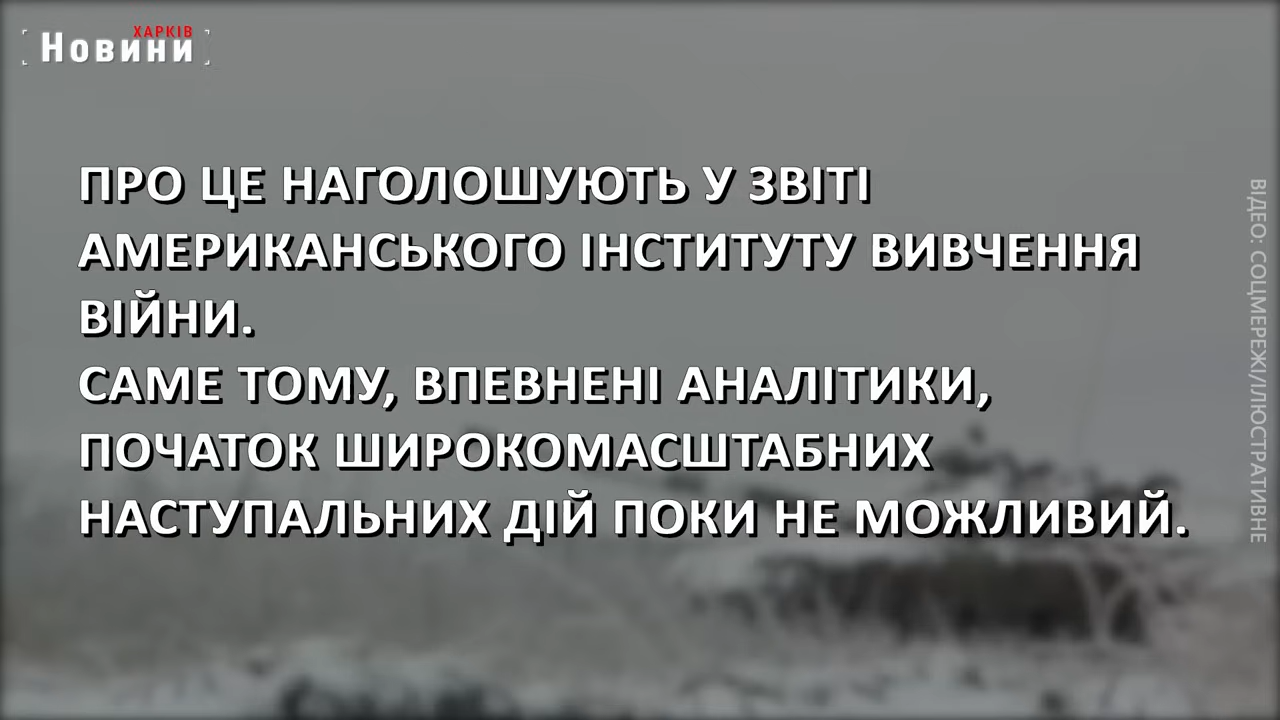 ХАРКІВ
Новини
ПРО ЦЕ НАГОЛОШУЮТЬ У ЗВІТІ
АМЕРИКАНСЬКОГО ІНСТИТУТУ ВИВЧЕННЯ
ВІЙНИ.
САМЕ ТОМУ, ВПЕВНЕНІ АНАЛІТИКИ,
ПОЧАТОК ШИРОКОМАСШТАБНИХ
НАСТУПАЛЬНИХ ДІЙ ПОКИ НЕ МОЖЛИВИЙ.
ВІДЕО: СОЦМЕРЕЖІ/ІЛЮСТРАТИВНЕ